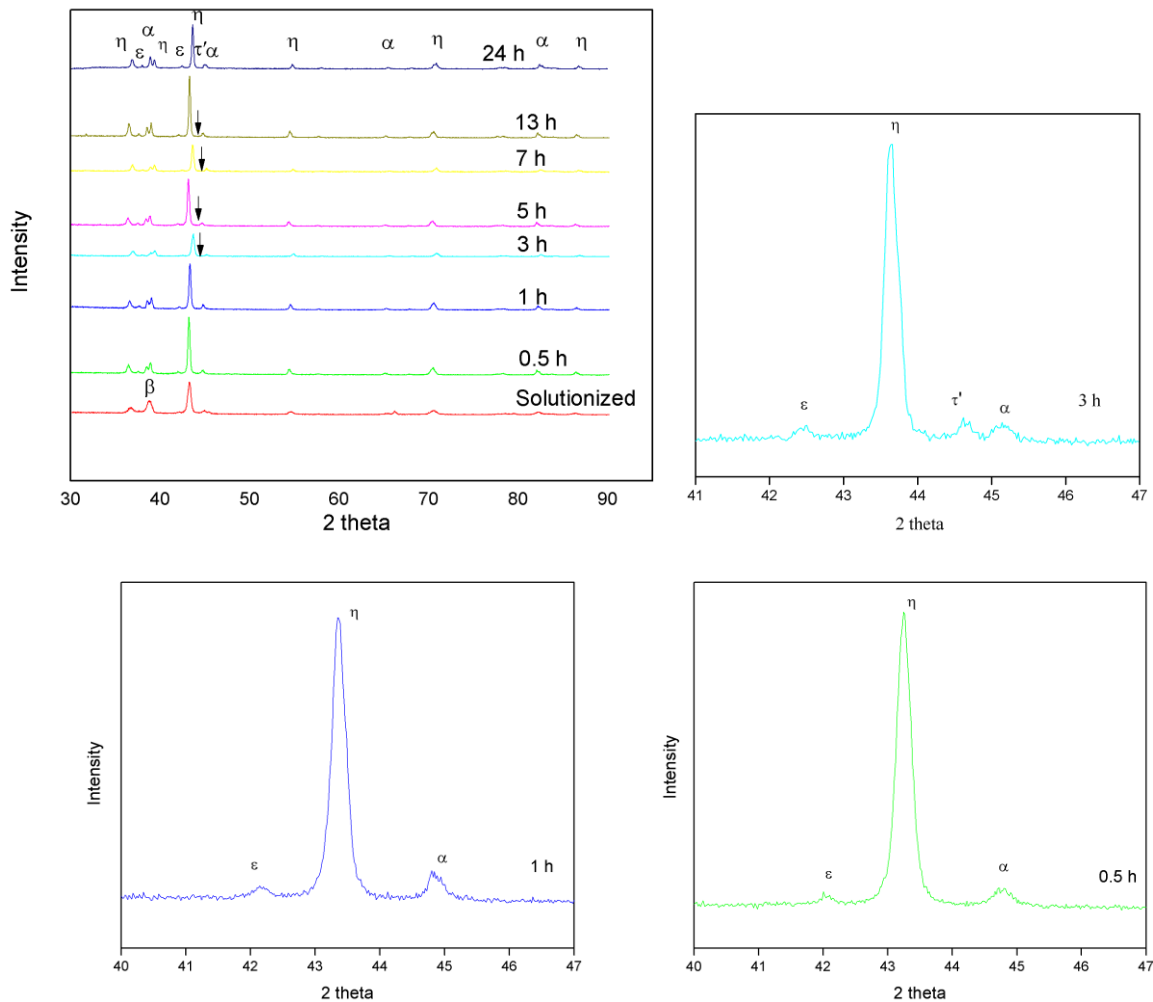 η
α η
η ε η ε τ'α η α η α η
24 h
13 h
7 h
5 h
3 h
1 h
0.5 h
β
Solutionized
Intensity
30 40 50 60 70 80 90
2 theta
η
ε τ' α 3 h
41 42 43 44 45 46 47
2 theta
η
ε α 1 h
Intensity
40 41 42 43 44 45 46 47
2 theta
η
ε α 0.5 h
Intensity
40 41 42 43 44 45 46 47
2 theta